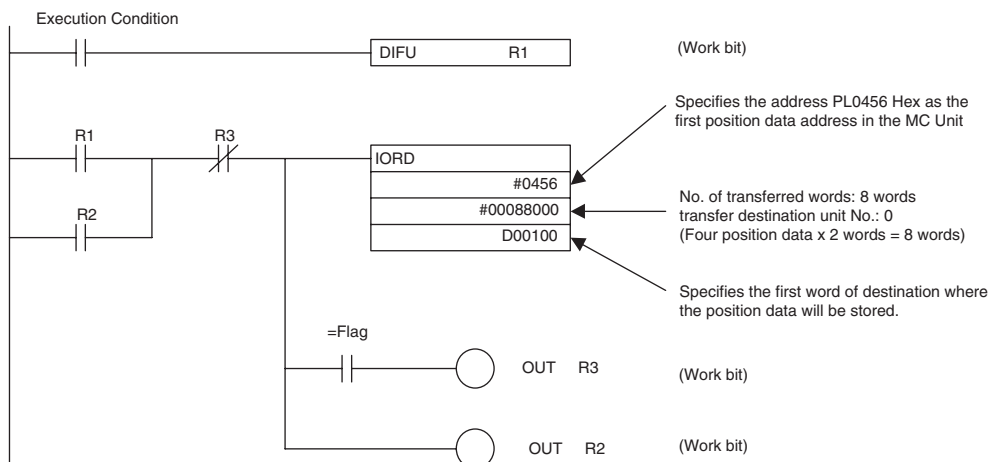 Execution Condition
DIFU R1
(Work bit)
Specifies the address PL0456 Hex as the
first position data address in the MC Unit
R1
R3
IORD
#0456
#00088000
D00100
R2
No. of transferred words: 8 words
transfer destination unit No.: 0
(Four position data x 2 words = 8 words)
Specifies the first word of destination where
the position data will be stored.
=Flag
OUT R3
(Work bit)
OUT R2
(Work bit)